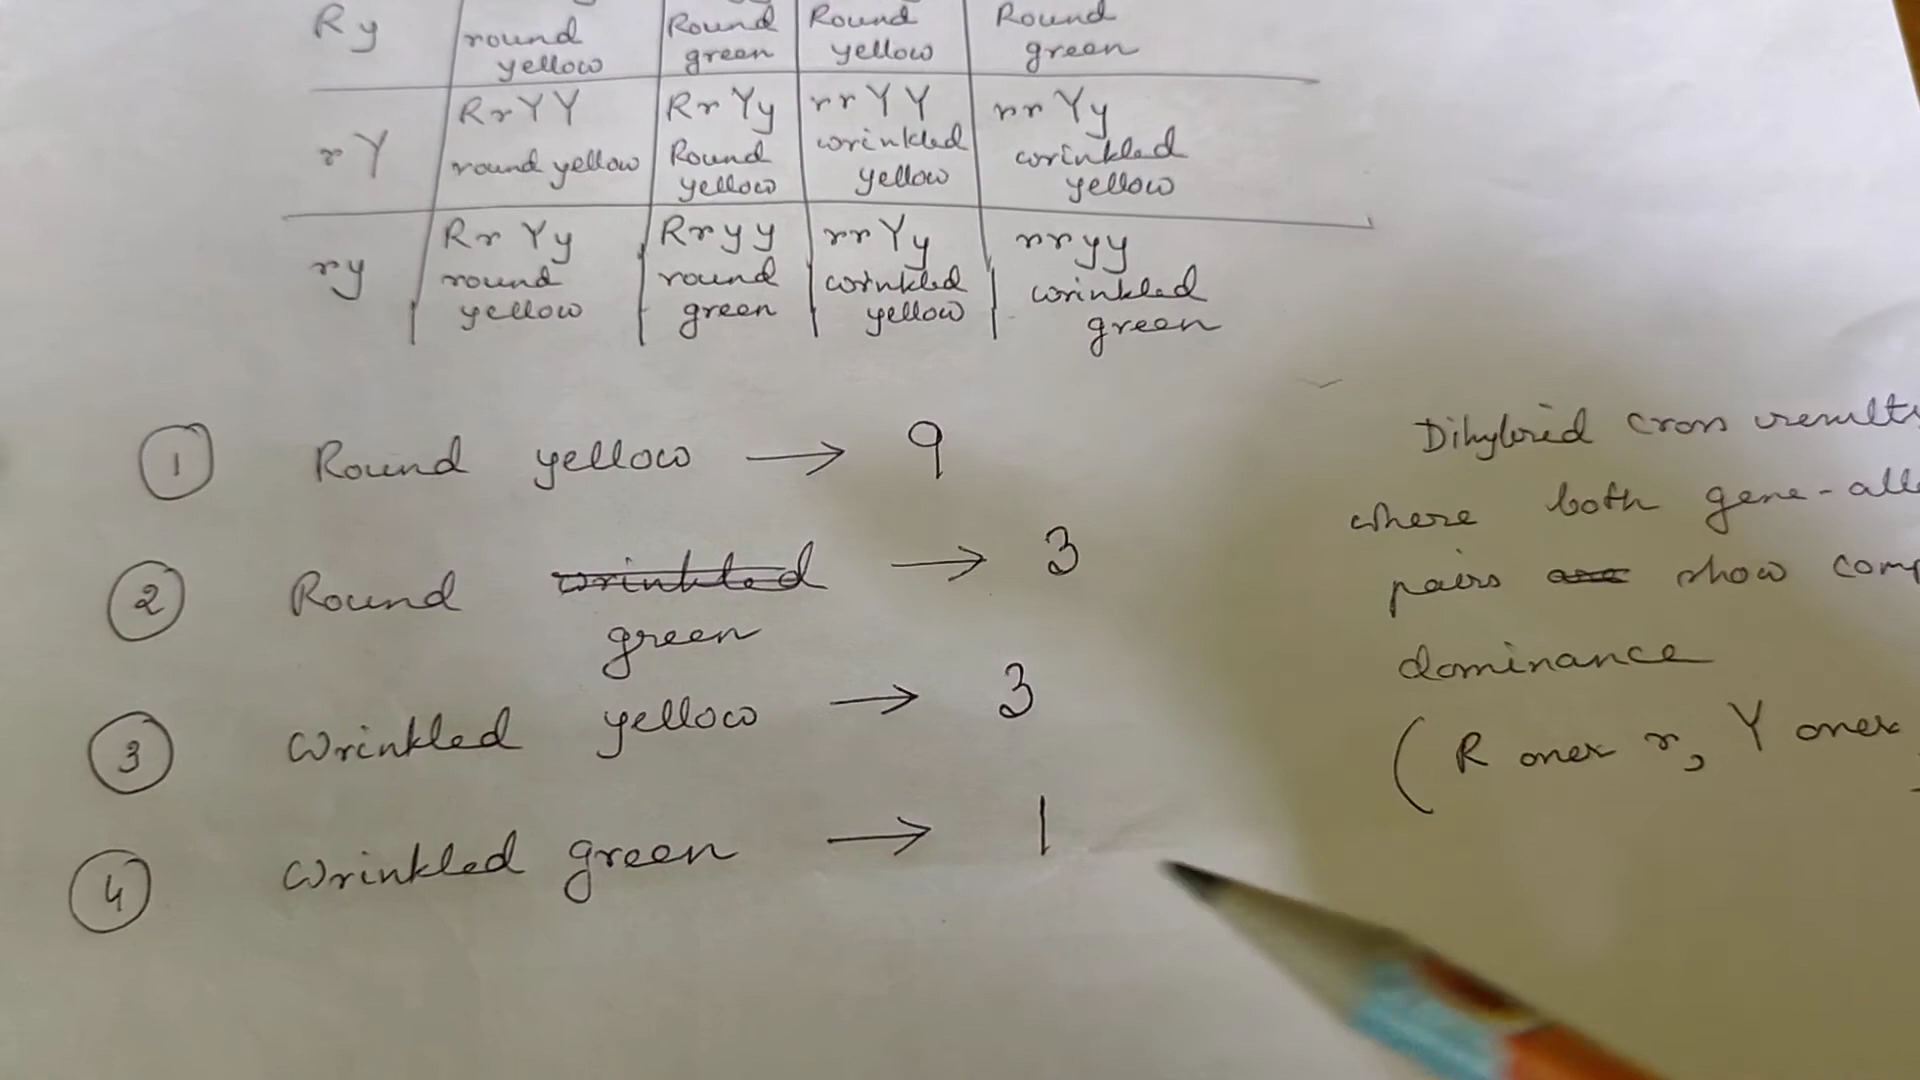 Ry round yellow Round green Round yellow Round green
rY RrYY round yellow RrYy Round yellow rrYY wrinkled yellow rrYy wrinkled yellow
ry RrYy round yellow Rryy round green rrYy wrinkled yellow rryy wrinkled green
1 Round yellow → 9
2 Round wrinkled green → 3
3 Wrinkled yellow → 3
4 Wrinkled green → 1
Dihybrid cross results
where both gene-
pairs are show
dominance
(R over r, Y over